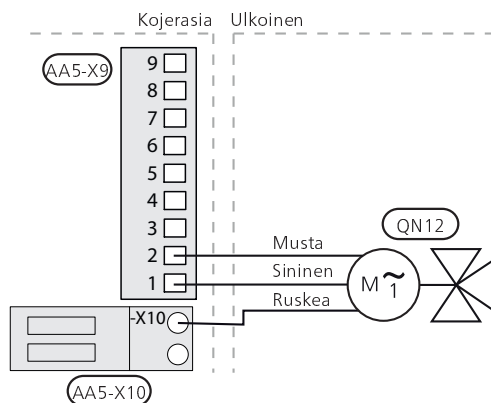 Kojerasia Ulkoinen
AA5-X9
9
8
7
6
5
4
3
2
1
Musta
Sininen
Ruskea
QN12
M ~ 1
-X10
AA5-X10